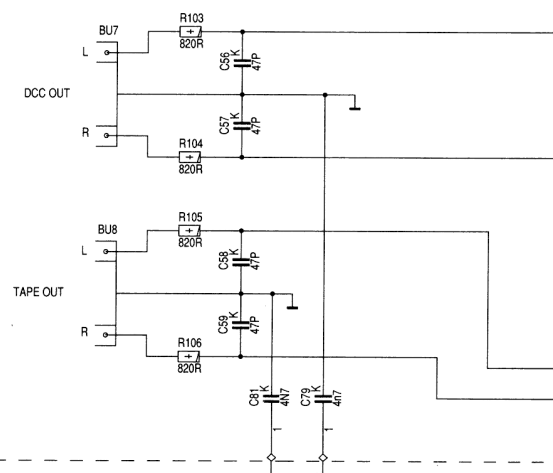 R103
BU7
L
820R
C56
K
47P
DCC OUT
C57
K
47P
R
R104
820R
R105
BU8
L
820R
C58
K
47P
TAPE OUT
C59
K
47P
R
R106
820R
C81
K
4N7
C79
K
4n7
1
1